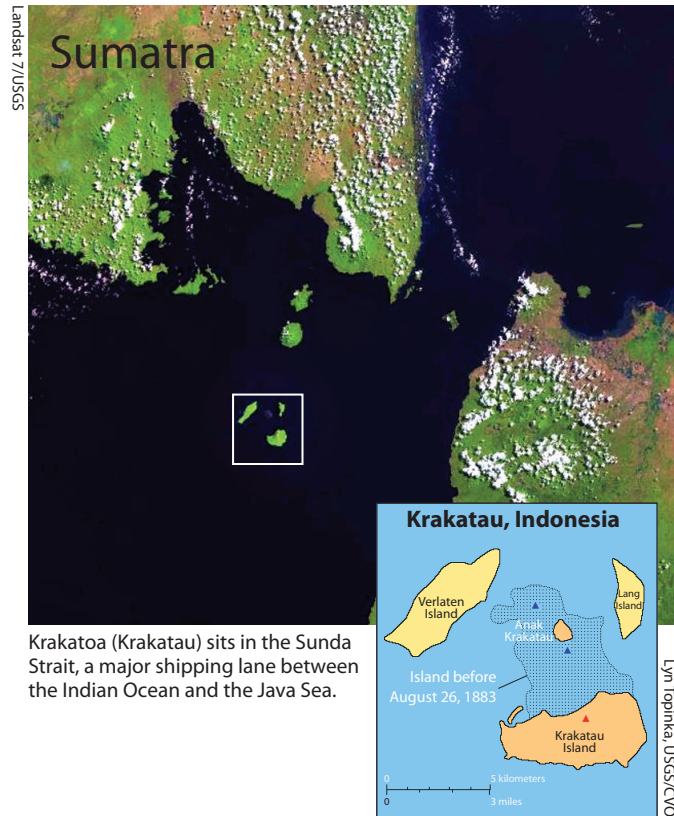 Landsat 7/USGS
Sumatra
Krakatoa (Krakatau) sits in the Sunda
Strait, a major shipping lane between
the Indian Ocean and the Java Sea.
Krakatau, Indonesia
Verlaten
Island
Lang
Island
Anak
Krakatau
Island before
August 26, 1883
Krakatau
Island
0 5 kilometers
0 3 miles
Lyn Topinka, USGS/CVO